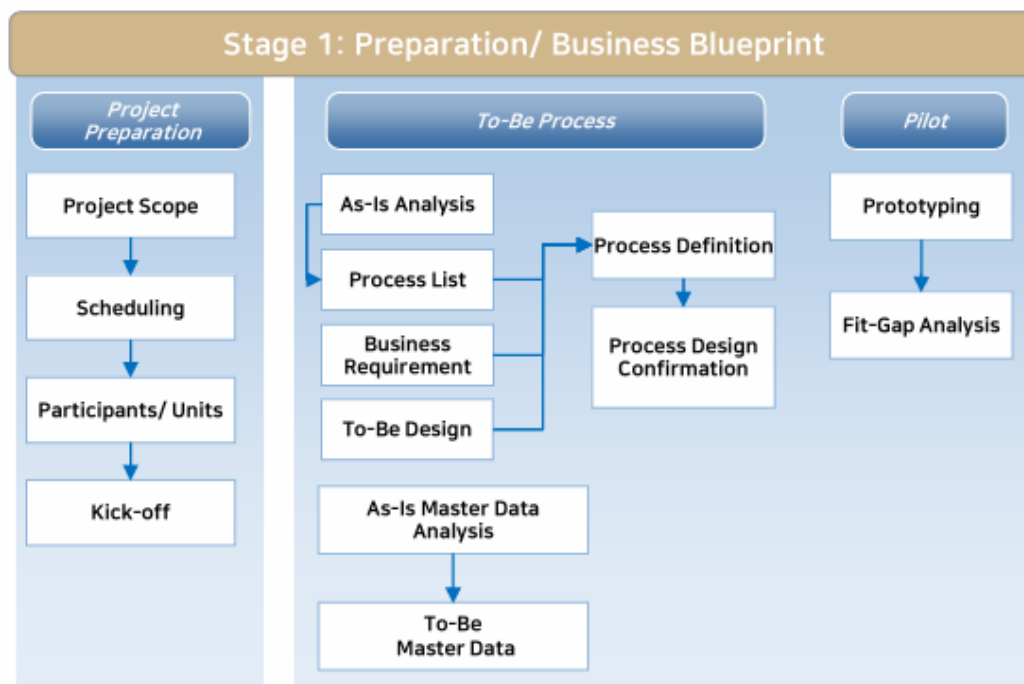 Stage 1: Preparation/ Business Blueprint
Project
Preparation
Project Scope
Scheduling
Participants/ Units
Kick-off
To-Be Process
As-Is Analysis
Process List
Business
Requirement
To-Be Design
Process Definition
Process Design
Confirmation
As-Is Master Data
Analysis
To-Be
Master Data
Pilot
Prototyping
Fit-Gap Analysis